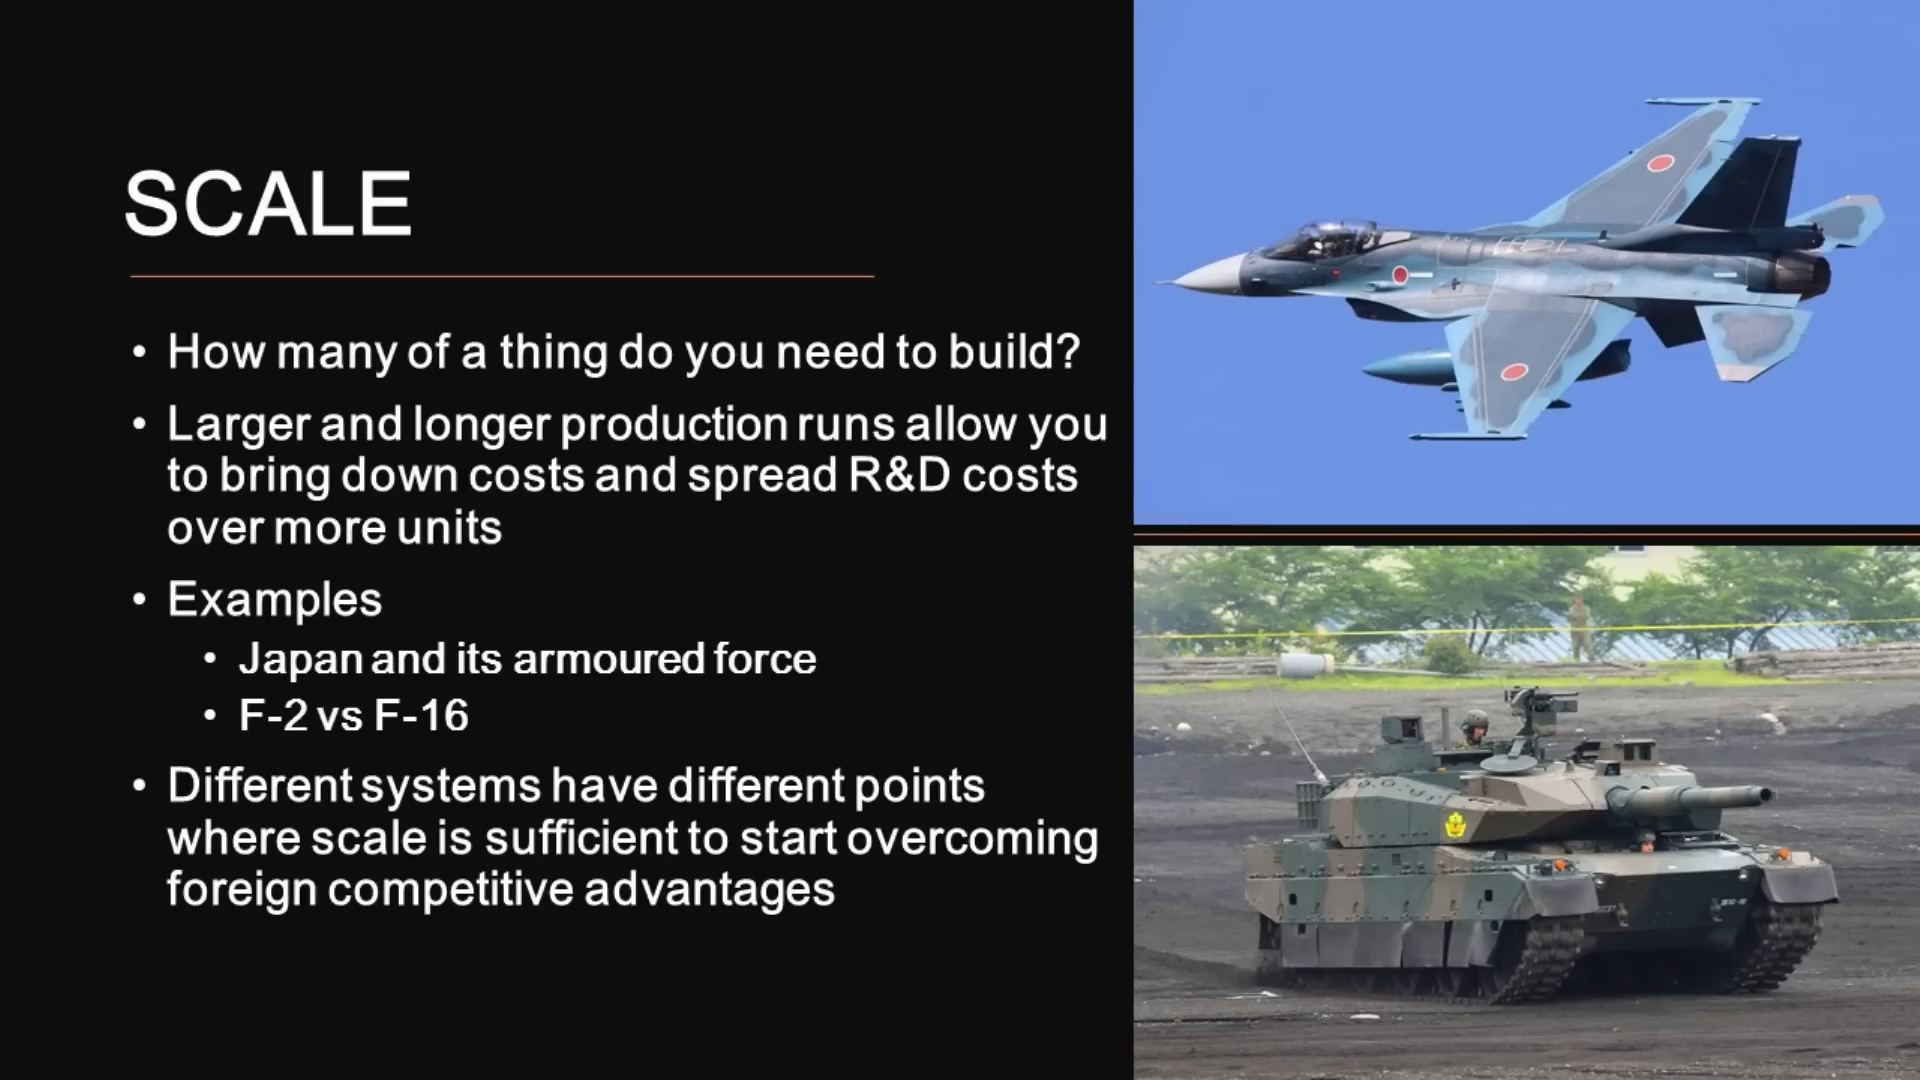 SCALE
• How many of a thing do you need to build?
• Larger and longer production runs allow you
to bring down costs and spread R&D costs
over more units
• Examples
• Japan and its armoured force
• F-2 vs F-16
• Different systems have different points
where scale is sufficient to start overcoming
foreign competitive advantages